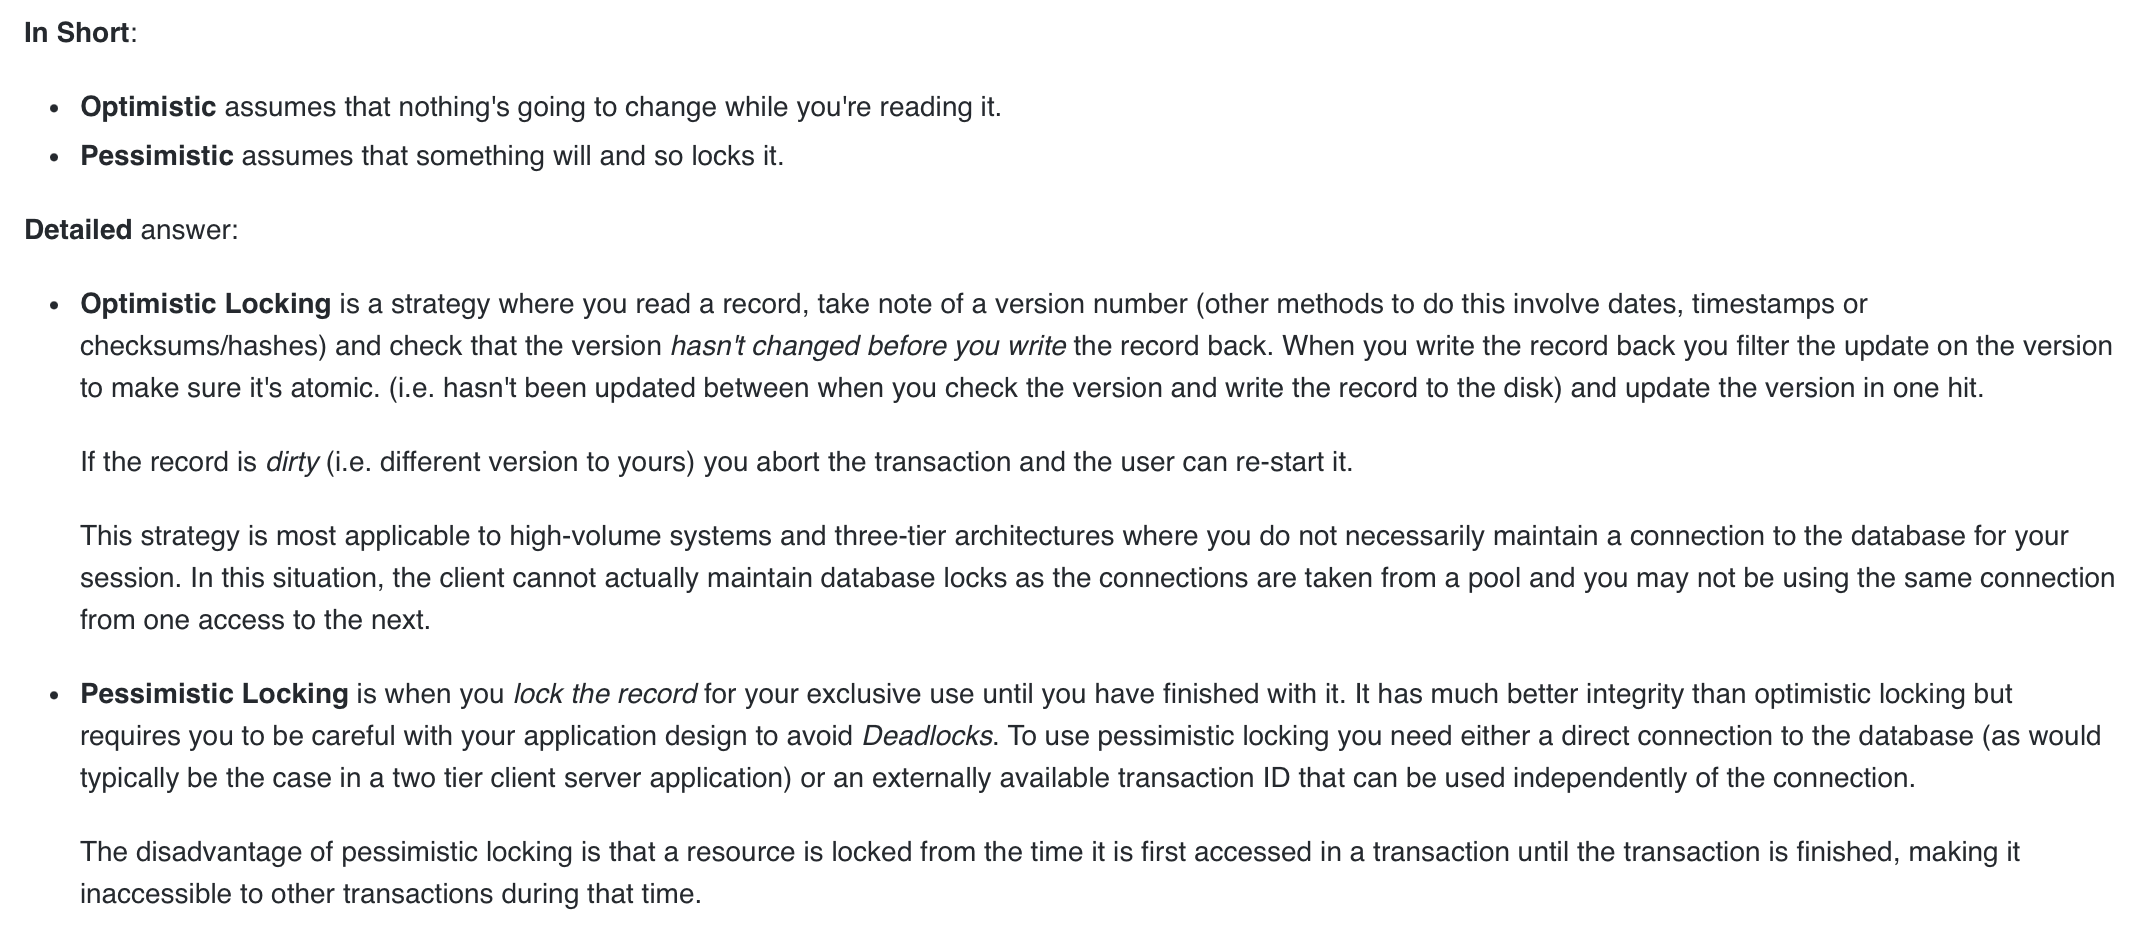 In Short:
• Optimistic assumes that nothing's going to change while you're reading it.
• Pessimistic assumes that something will and so locks it.
Detailed answer:
• Optimistic Locking is a strategy where you read a record, take note of a version number (other methods to do this involve dates, timestamps or
checksums/hashes) and check that the version hasn't changed before you write the record back. When you write the record back you filter the update on the version
to make sure it's atomic. (i.e. hasn't been updated between when you check the version and write the record to the disk) and update the version in one hit.
If the record is dirty (i.e. different version to yours) you abort the transaction and the user can re-start it.
This strategy is most applicable to high-volume systems and three-tier architectures where you do not necessarily maintain a connection to the database for your
session. In this situation, the client cannot actually maintain database locks as the connections are taken from a pool and you may not be using the same connection
from one access to the next.
• Pessimistic Locking is when you lock the record for your exclusive use until you have finished with it. It has much better integrity than optimistic locking but
requires you to be careful with your application design to avoid Deadlocks. To use pessimistic locking you need either a direct connection to the database (as would
typically be the case in a two tier client server application) or an externally available transaction ID that can be used independently of the connection.
The disadvantage of pessimistic locking is that a resource is locked from the time it is first accessed in a transaction until the transaction is finished, making it
inaccessible to other transactions during that time.